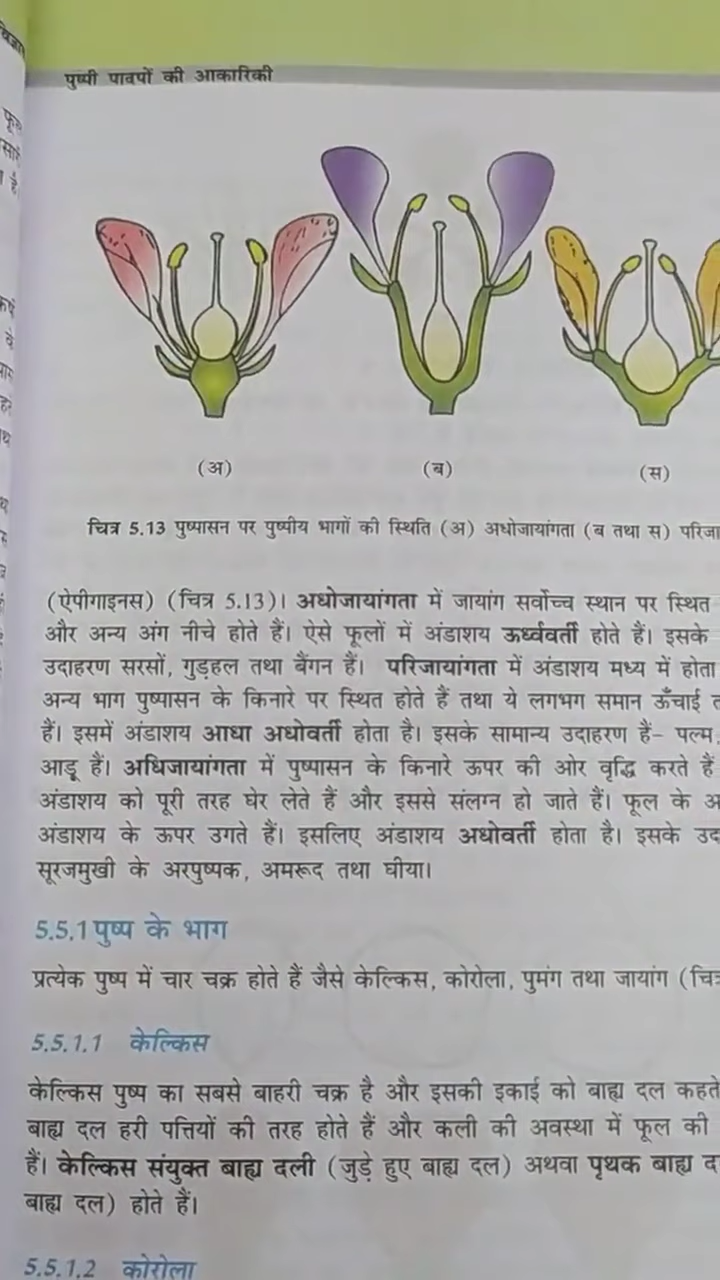 पुष्पी पादपों की आकारिकी
(अ) (ब) (स)
चित्र 5.13 पुष्पासन पर पुष्पीय भागों की स्थिति (अ) अधोजायांगता (ब तथा स) परिजा
(ऐपीगाइनस) (चित्र 5.13)। अधोजायांगता में जायांग सर्वोच्च स्थान पर स्थित
और अन्य अंग नीचे होते हैं। ऐसे फूलों में अंडाशय ऊर्ध्ववर्ती होते हैं। इसके
उदाहरण सरसों, गुड़हल तथा बैंगन हैं। परिजायांगता में अंडाशय मध्य में होता
अन्य भाग पुष्पासन के किनारे पर स्थित होते हैं तथा ये लगभग समान ऊँचाई
हैं। इसमें अंडाशय आधा अधोवर्ती होता है। इसके सामान्य उदाहरण हैं– पल्म,
आडू हैं। अधिजायांगता में पुष्पासन के किनारे ऊपर की ओर वृद्धि करते हैं
अंडाशय को पूरी तरह घेर लेते हैं और इससे संलग्न हो जाते हैं। फूल के
अंडाशय के ऊपर उगते हैं। इसलिए अंडाशय अधोवर्ती होता है। इसके
सूरजमुखी के अरपुष्पक, अमरूद तथा घीया।
5.5.1 पुष्प के भाग
प्रत्येक पुष्प में चार चक्र होते हैं जैसे केल्किस, कोरोला, पुमंग तथा जायांग (चि
5.5.1.1 केल्किस
केल्किस पुष्प का सबसे बाहरी चक्र है और इसकी इकाई को बाह्य दल कहते
बाह्य दल हरी पत्तियों की तरह होते हैं और कली की अवस्था में फूल की
हैं। केल्किस संयुक्त बाह्य दली (जुड़े हुए बाह्य दल) अथवा पृथक बाह्य द
बाह्य दल) होते हैं।
5.5.1.2 कोरोला